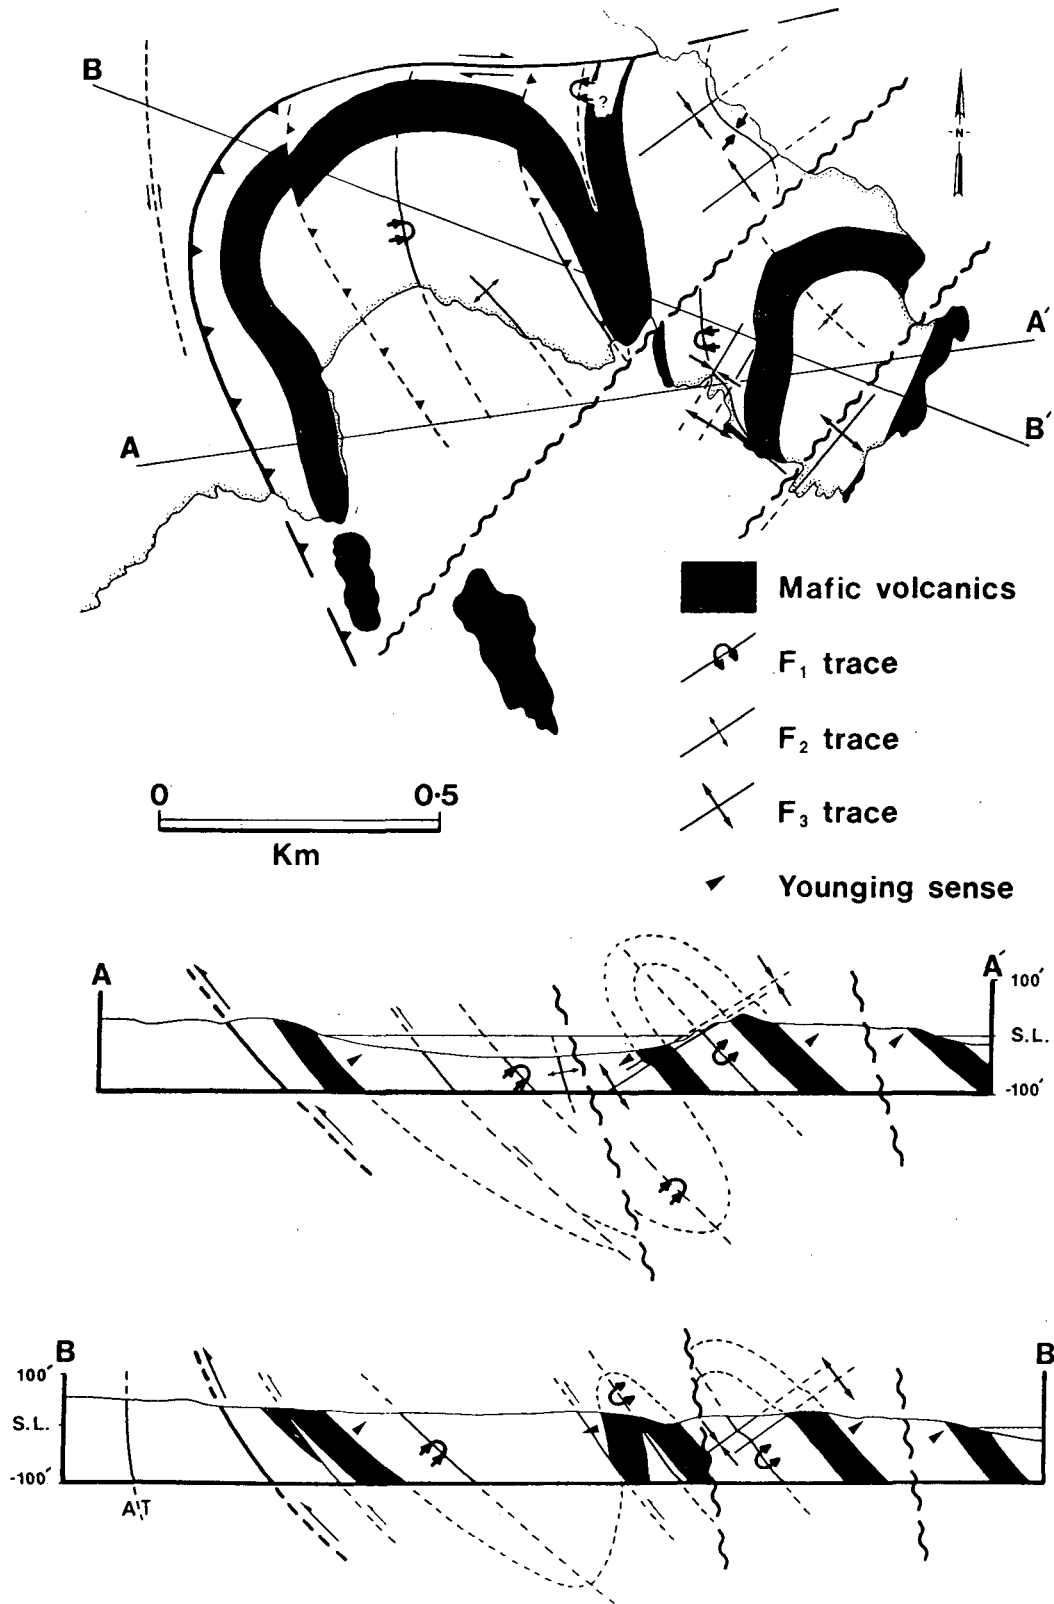 B
N
?
A'
A
B'
Mafic volcanics
F₁ trace
F₂ trace
F₃ trace
Younging sense
0 0·5
Km
A A'
100'
S.L.
-100'
B B
100'
S.L.
-100'
A T